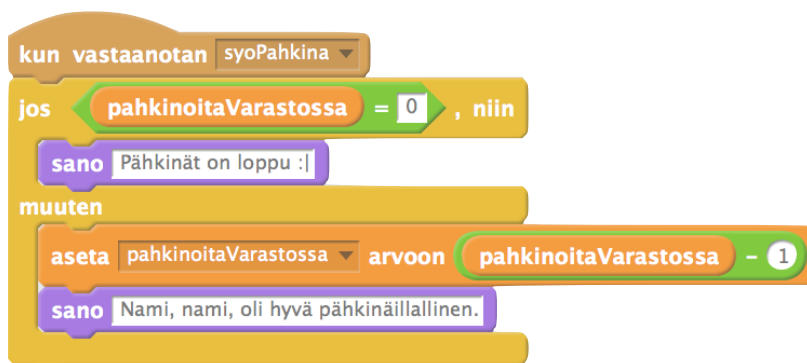 kun vastaanotan syoPahkina
jos pahkinoitaVarastossa = 0 , niin
sano Pähkinät on loppu :|
muuten
aseta pahkinoitaVarastossa arvoon pahkinoitaVarastossa - 1
sano Nami, nami, oli hyvä pähkinäillallinen.